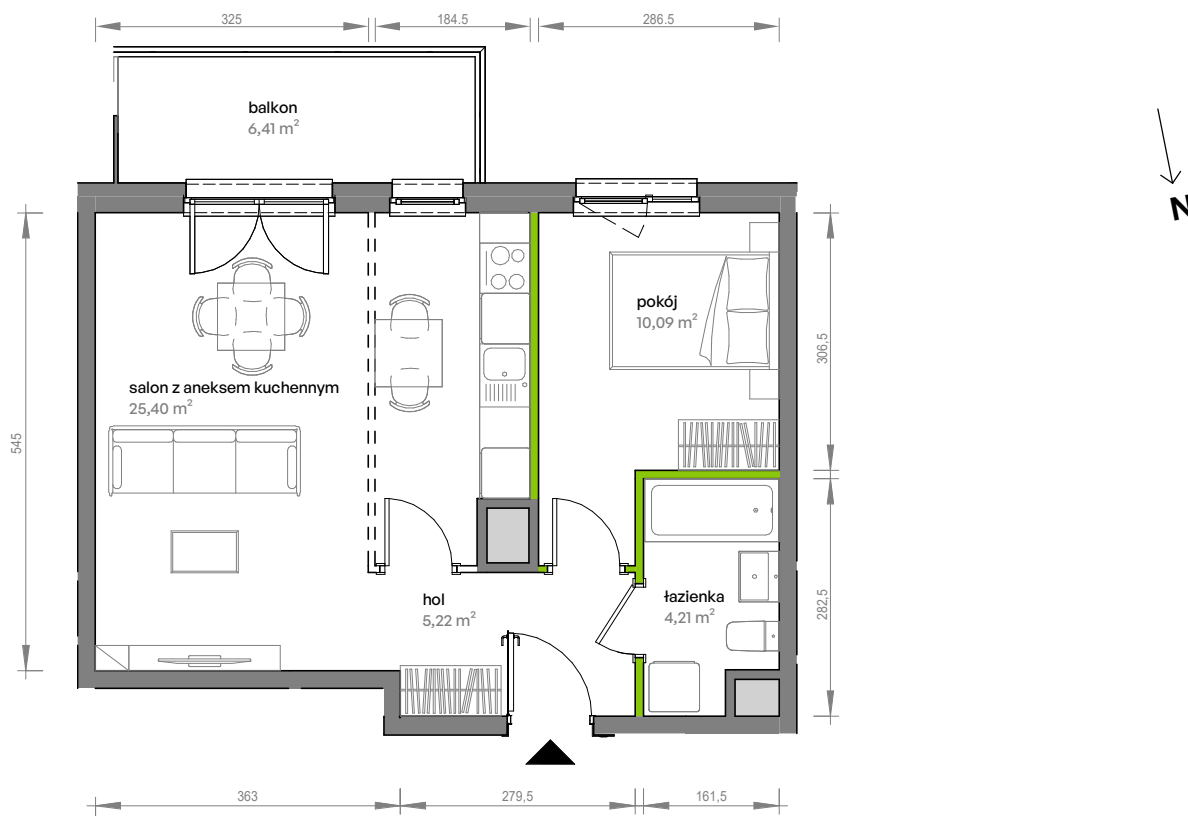 325
184.5
286.5
balkon
6,41 m²
N
pokój
10,09 m²
306,5
salon z aneksem kuchennym
25,40 m²
545
hol
5,22 m²
łazienka
4,21 m²
282,5
363
279,5
161,5